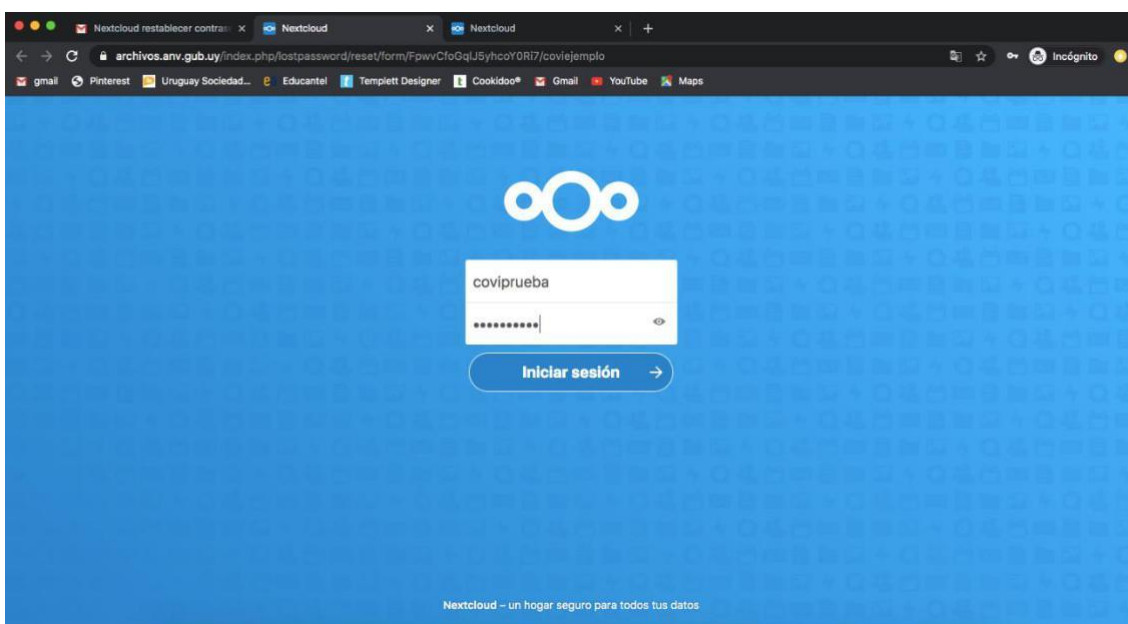 Nextcloud restablecer contras Nextcloud Nextcloud
archivos.anv.gub.uy/index.php/lostpassword/reset/form/FpwvCfoGqlJ5yhcoY0Ri7/coviejemplo Incógnito
gmail Pinterest Uruguay Sociedad... Educantel Templett Designer Cookidoo® Gmail YouTube Maps
coviprueba
••••••••••
Iniciar sesión
Nextcloud – un hogar seguro para todos tus datos